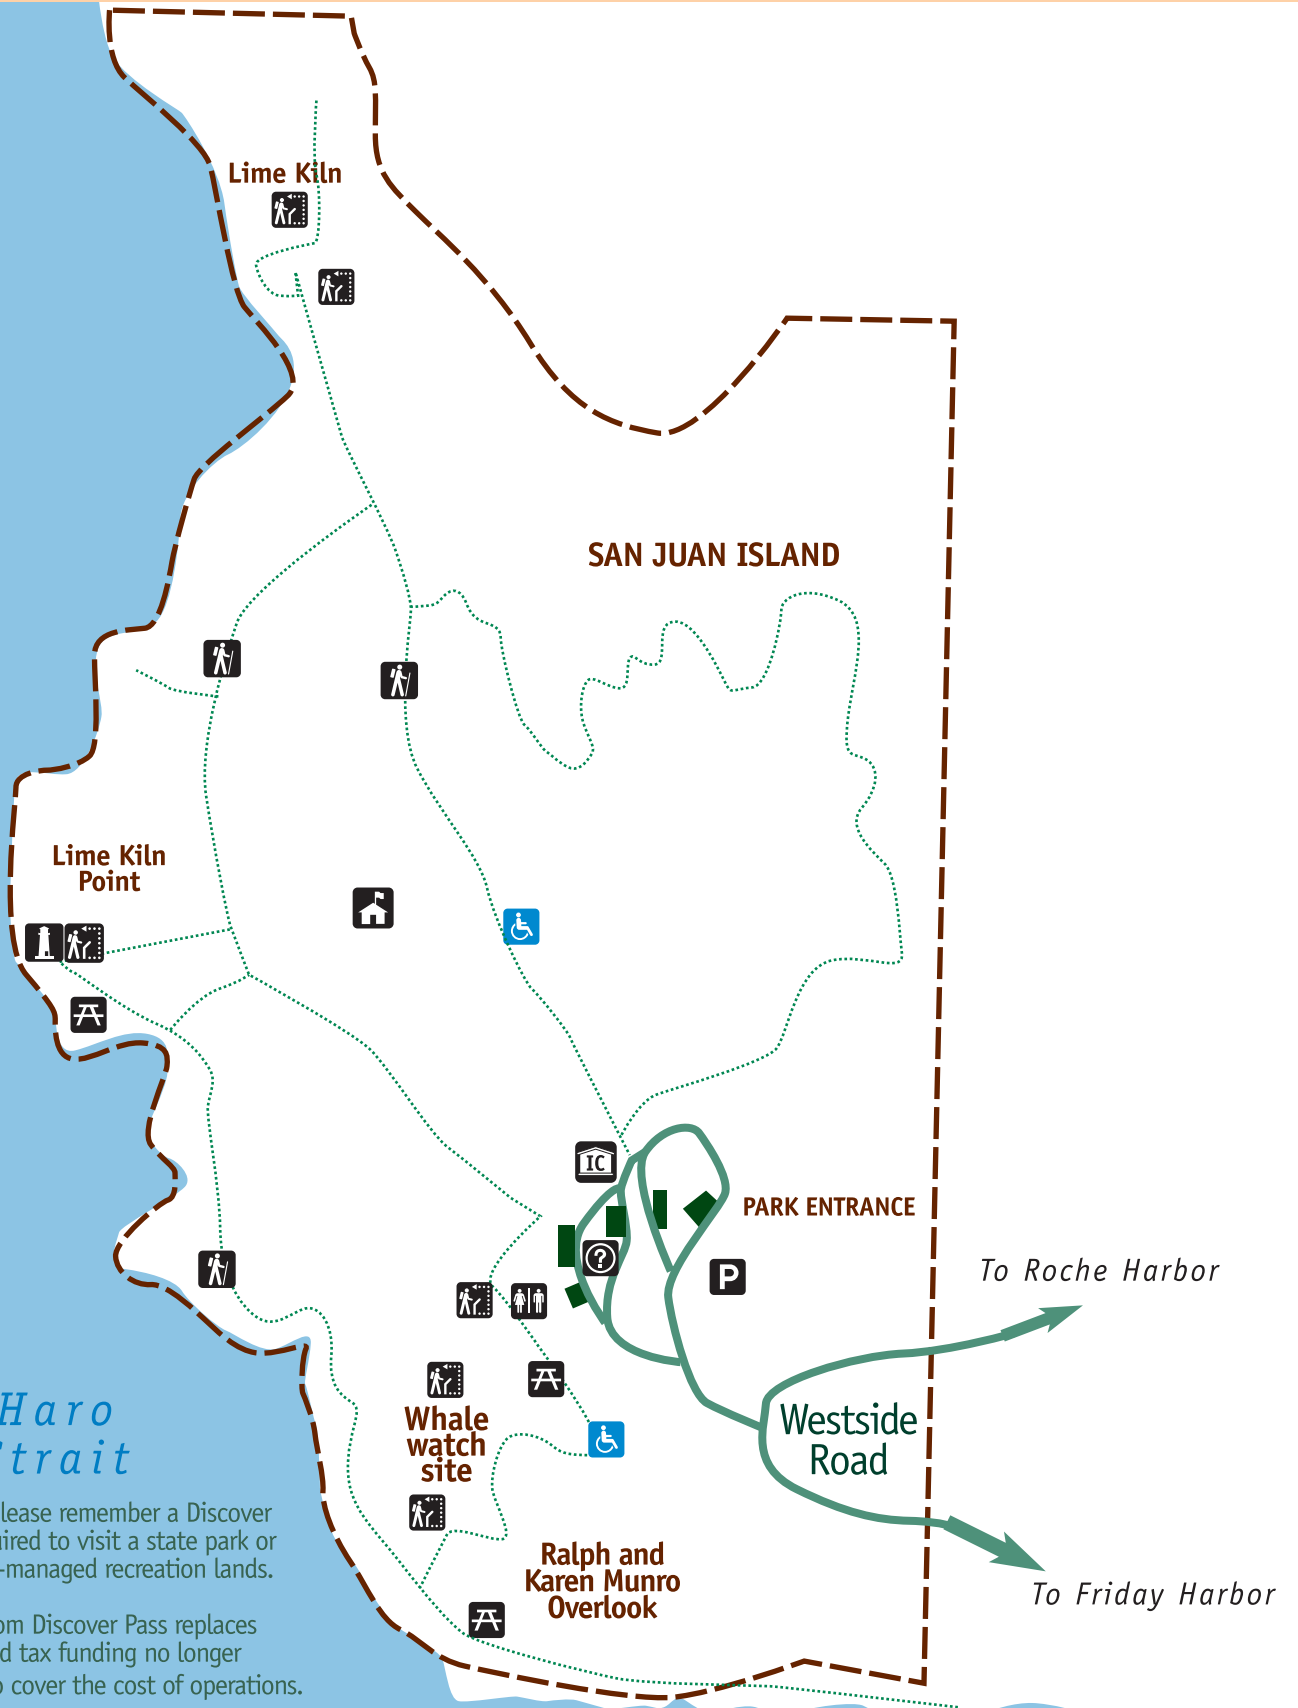 Lime Kiln
SAN JUAN ISLAND
Lime Kiln
Point
IC
PARK ENTRANCE
?
P
To Roche Harbor
Westside
Road
Whale
watch
site
Haro
trait
lease remember a Discover
uired to visit a state park or
-managed recreation lands.
om Discover Pass replaces
d tax funding no longer
o cover the cost of operations.
Ralph and
Karen Munro
Overlook
To Friday Harbor